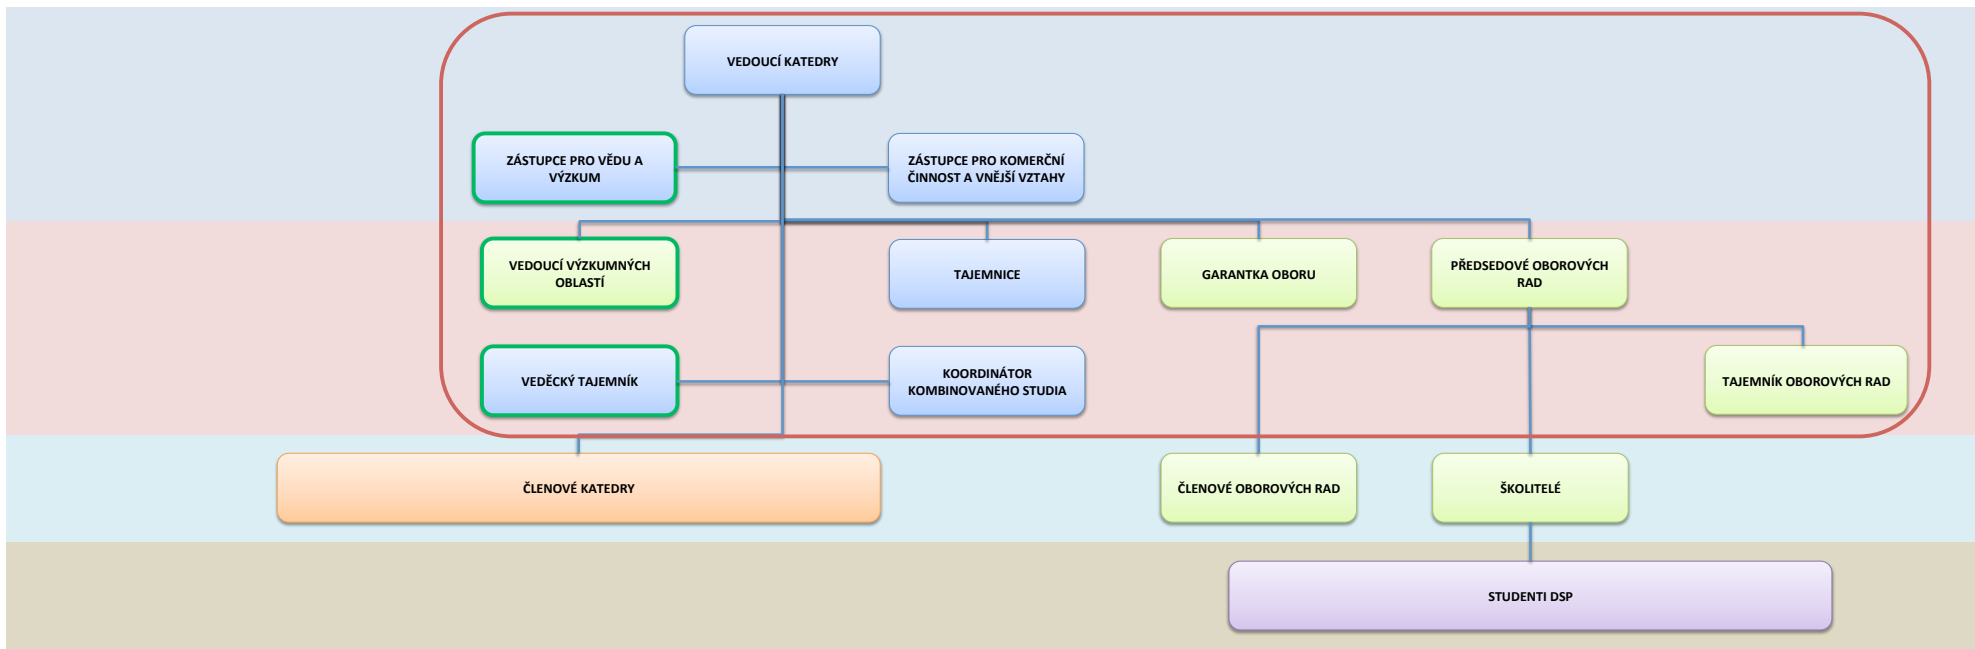 VEDOUCÍ KATEDRY
ZÁSTUPCE PRO VĚDU A
VÝZKUM
ZÁSTUPCE PRO KOMERČNÍ
ČINNOST A VNĚJŠÍ VZTAHY
VEDOUCÍ VÝZKUMNÝCH
OBLASTÍ
TAJEMNICE
GARANTKA OBORU
PŘEDSEDOVÉ OBOROVÝCH
RAD
VEDĚCKÝ TAJEMNÍK
KOORDINÁTOR
KOMBINOVANÉHO STUDIA
TAJEMNÍK OBOROVÝCH RAD
ČLENOVÉ KATEDRY
ČLENOVÉ OBOROVÝCH RAD
ŠKOLITELÉ
STUDENTI DSP